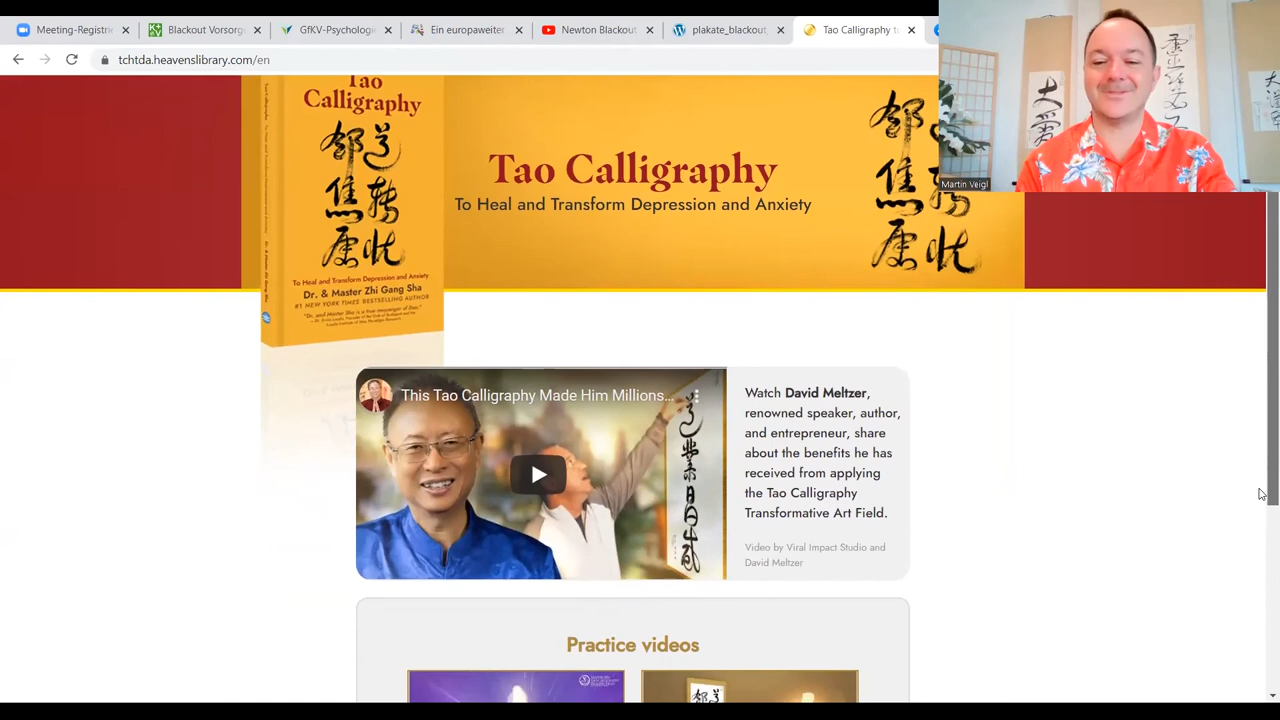 Meeting-Registrie
Blackout Vorsorg
GfKV-Psychologi
Ein europaweiter
Newton Blackout
plakate_blackout
Tao Calligraphy to
tchtda.heavenslibrary.com/en
Tao
Calligraphy
To Heal and Transform Depression and Anxiety
Dr. & Master Zhi Gang Sha
#1 NEW YORK TIMES BESTSELLING AUTHOR
Tao Calligraphy
To Heal and Transform Depression and Anxiety
大愛
Martin Veigl
This Tao Calligraphy Made Him Millions...
Watch David Meltzer,
renowned speaker, author,
and entrepreneur, share
about the benefits he has
received from applying
the Tao Calligraphy
Transformative Art Field.
Video by Viral Impact Studio and
David Meltzer
Practice videos